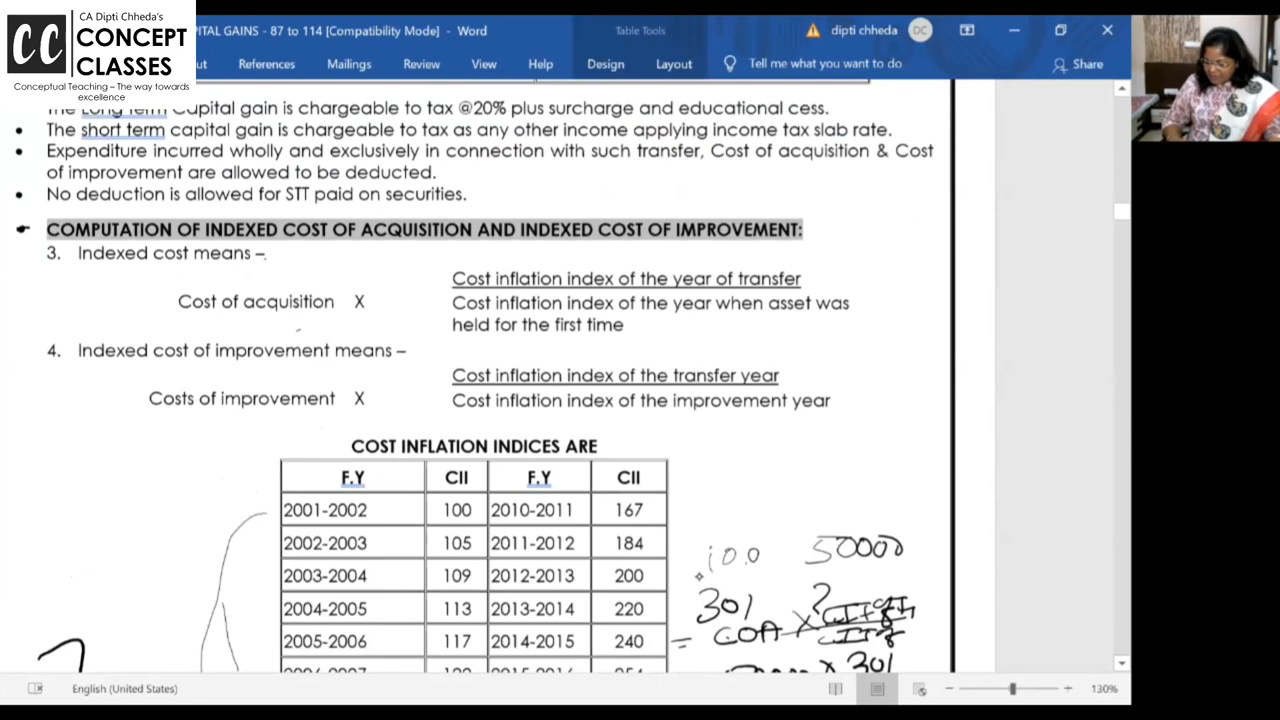 CA Dipti Chheda's
CC CONCEPT
CLASSES
Conceptual Teaching – The way towards
excellence
PITAL GAINS - 87 to 114 [Compatibility Mode] - Word
Table Tools
dipti chheda DC
References Mailings Review View Help Design Layout Tell me what you want to do Share
The Long Term Capital gain is chargeable to tax @20% plus surcharge and educational cess.
• The short term capital gain is chargeable to tax as any other income applying income tax slab rate.
• Expenditure incurred wholly and exclusively in connection with such transfer, Cost of acquisition & Cost
of improvement are allowed to be deducted.
• No deduction is allowed for STT paid on securities.
COMPUTATION OF INDEXED COST OF ACQUISITION AND INDEXED COST OF IMPROVEMENT:
3. Indexed cost means –
Cost inflation index of the year of transfer
Cost of acquisition X Cost inflation index of the year when asset was
held for the first time
4. Indexed cost of improvement means –
Cost inflation index of the transfer year
Costs of improvement X Cost inflation index of the improvement year
COST INFLATION INDICES ARE
F.Y CII F.Y CII
2001-2002 100 2010-2011 167
2002-2003 105 2011-2012 184
2003-2004 109 2012-2013 200
2004-2005 113 2013-2014 220
2005-2006 117 2014-2015 240
100 50000
301 ?
= COA X
X 301
English (United States) 130%